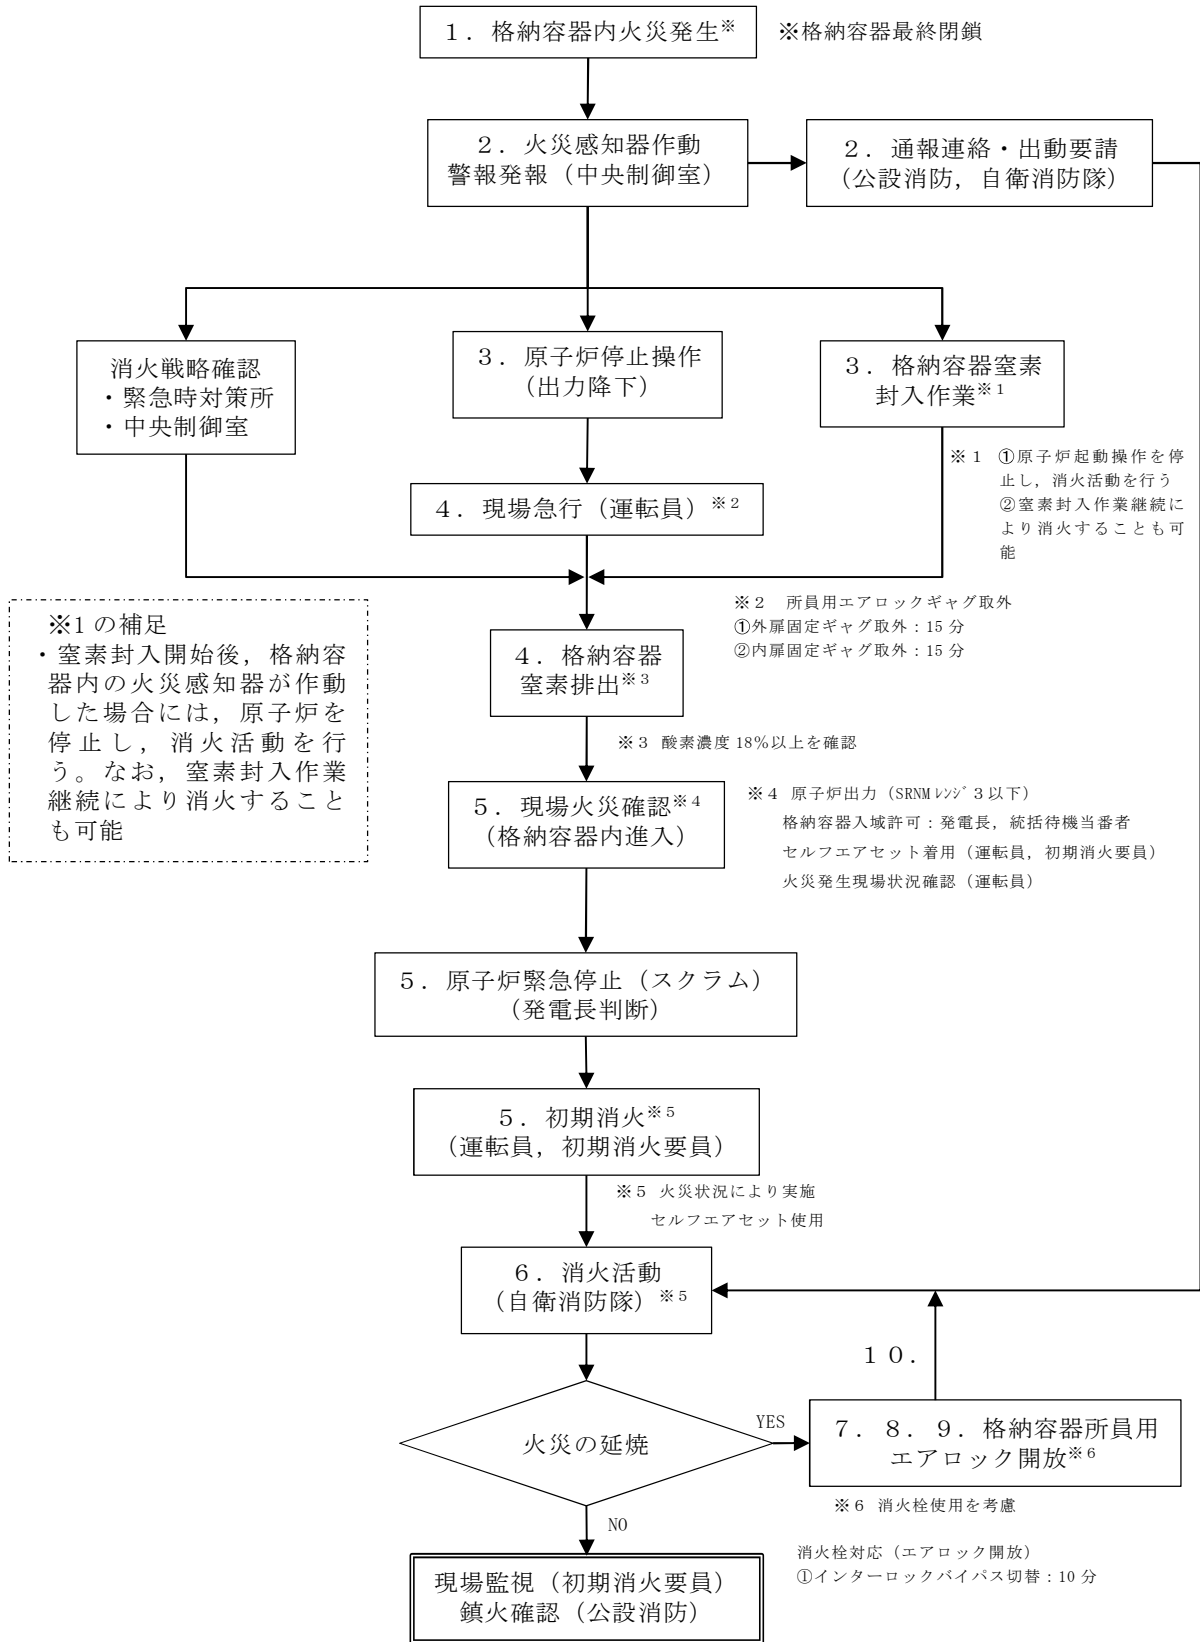 １．格納容器内火災発生※
※格納容器最終閉鎖
２．火災感知器作動
警報発報（中央制御室）
２．通報連絡・出動要請
（公設消防，自衛消防隊）
消火戦略確認
・緊急時対策所
・中央制御室
３．原子炉停止操作
（出力降下）
３．格納容器窒素
封入作業※1
※１ ①原子炉起動操作を停
止し，消火活動を行う
②窒素封入作業継続に
より消火することも可
能
４．現場急行（運転員）※２
※２ 所員用エアロックギャグ取外
①外扉固定ギャグ取外：15 分
②内扉固定ギャグ取外：15 分
※1 の補足
・窒素封入開始後，格納容
器内の火災感知器が作動
した場合には，原子炉を
停止し，消火活動を行
う。なお，窒素封入作業
継続により消火すること
も可能
４．格納容器
窒素排出※３
※３ 酸素濃度 18％以上を確認
５．現場火災確認※４
（格納容器内進入）
※４ 原子炉出力（SRNM ﾚﾝｼﾞ ３以下）
格納容器入域許可：発電長，統括待機当番者
セルフエアセット着用（運転員，初期消火要員）
火災発生現場状況確認（運転員）
５．原子炉緊急停止（スクラム）
（発電長判断）
５．初期消火※５
（運転員，初期消火要員）
※５ 火災状況により実施
セルフエアセット使用
６．消火活動
（自衛消防隊）※５
１０．
火災の延焼
YES
７．８．９．格納容器所員用
エアロック開放※６
※６ 消火栓使用を考慮
NO
消火栓対応（エアロック開放）
①インターロックバイパス切替：10 分
現場監視（初期消火要員）
鎮火確認（公設消防）